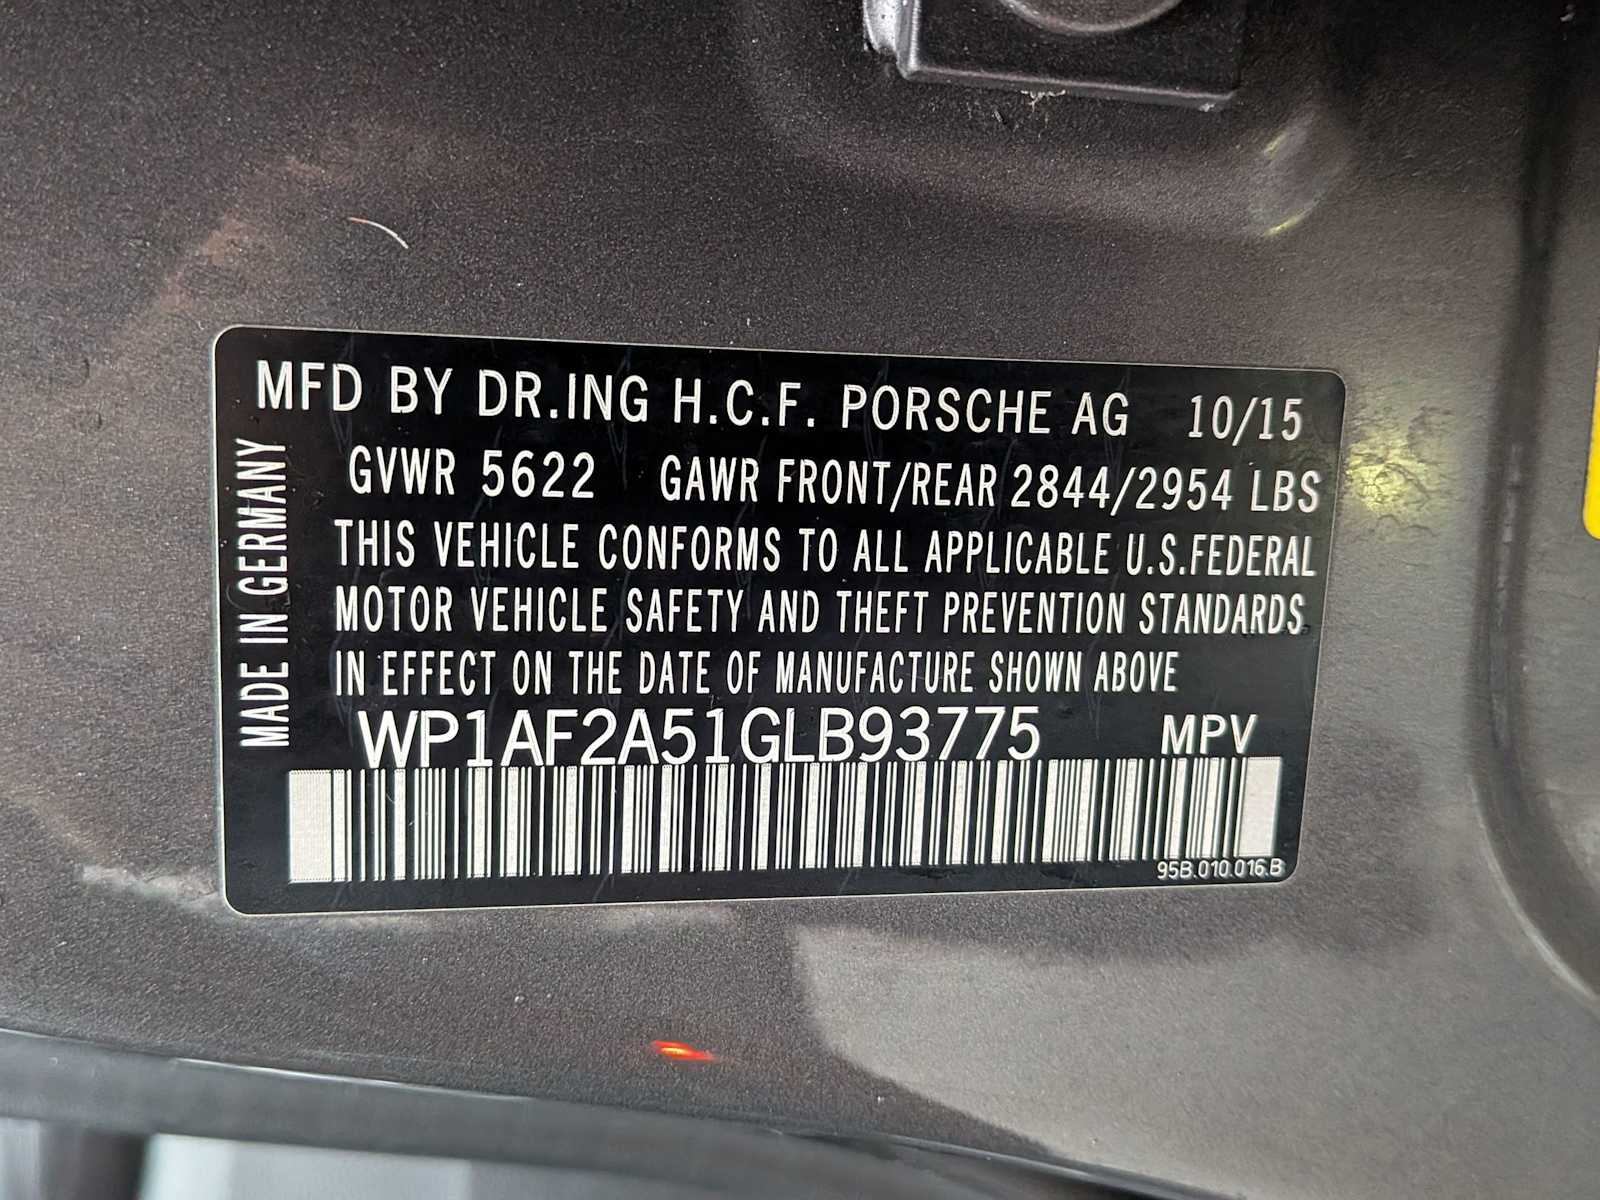 MFD BY DR.ING H.C.F. PORSCHE AG 10/15
GVWR 5622 GAWR FRONT/REAR 2844/2954 LBS
THIS VEHICLE CONFORMS TO ALL APPLICABLE U.S.FEDERAL
MOTOR VEHICLE SAFETY AND THEFT PREVENTION STANDARDS
IN EFFECT ON THE DATE OF MANUFACTURE SHOWN ABOVE
WP1AF2A51GLB93775 MPV
95B.010.016.B
MADE IN GERMANY